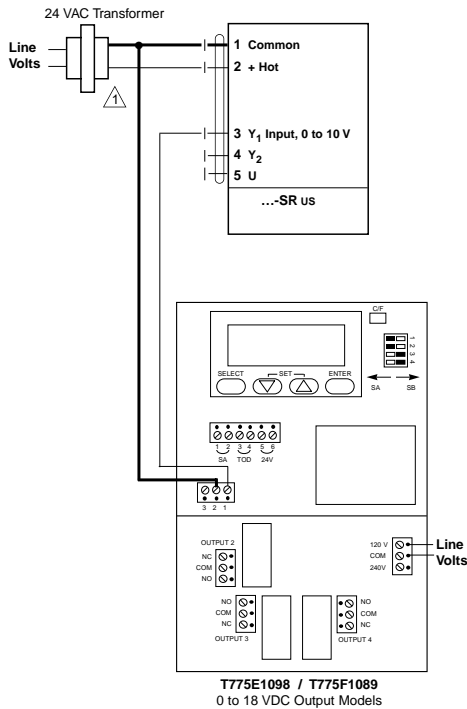 24 VAC Transformer
Line
Volts
1
1 Common
2 + Hot
3 Y1 Input, 0 to 10 V
4 Y2
5 U
…-SR US
C/F
1
2
3
4
SELECT
SET
ENTER
SA
SB
1 2 3 4 5 6
SA TOD 24V
3 2 1
OUTPUT 2
NC
COM
NO
120 V
COM
240V
Line
Volts
NO
COM
NC
OUTPUT 3
NO
COM
NC
OUTPUT 4
T775E1098 / T775F1089
0 to 18 VDC Output Models